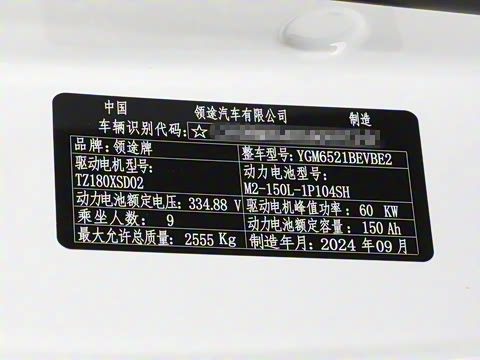 中国 领途汽车有限公司 制造
车辆识别代码: ☆
品牌: 领途牌 整车型号: YGM6521BEVBE2
驱动电机型号: 动力电池型号:
TZ180XSD02 M2-150L-1P104SH
动力电池额定电压: 334.88 V 驱动电机峰值功率: 60 KW
乘坐人数: 9 动力电池额定容量: 150 Ah
最大允许总质量: 2555 Kg 制造年月: 2024 年 09 月